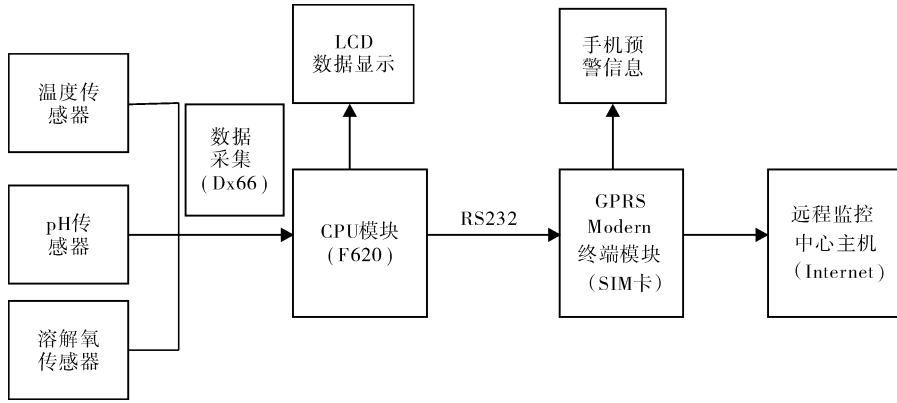 温度传
感器
pH传
感器
溶解氧
传感器
数据
采集
(Dx66)
LCD
数据显示
CPU模块
(F620)
RS232
手机预
警信息
GPRS
Modern
终端模块
(SIM卡)
远程监控
中心主机
(Internet)